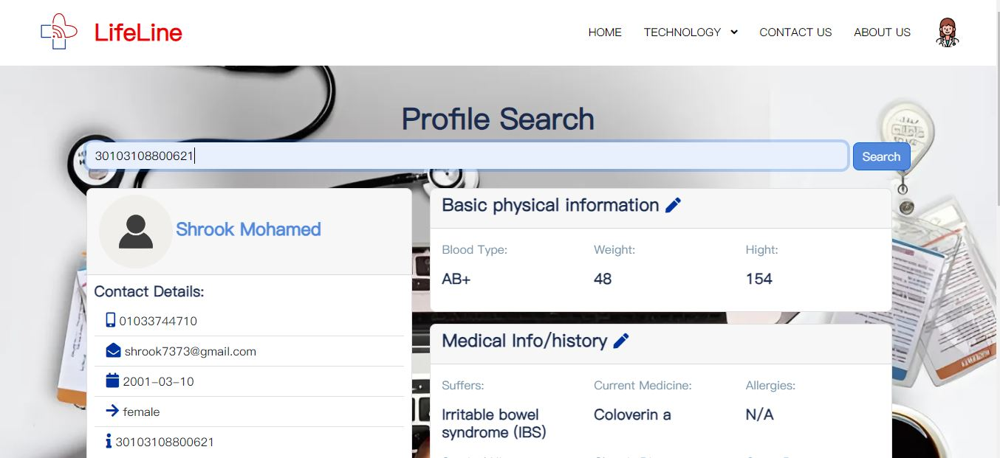 LifeLine
HOME TECHNOLOGY CONTACT US ABOUT US
Profile Search
30103108800621
Search
Shrook Mohamed
Contact Details:
01033744710
shrook7373@gmail.com
2001-03-10
female
30103108800621
Basic physical information
Blood Type: Weight: Hight:
AB+ 48 154
Medical Info/history
Suffers: Current Medicine: Allergies:
Irritable bowel Coloverin a N/A
syndrome (IBS)